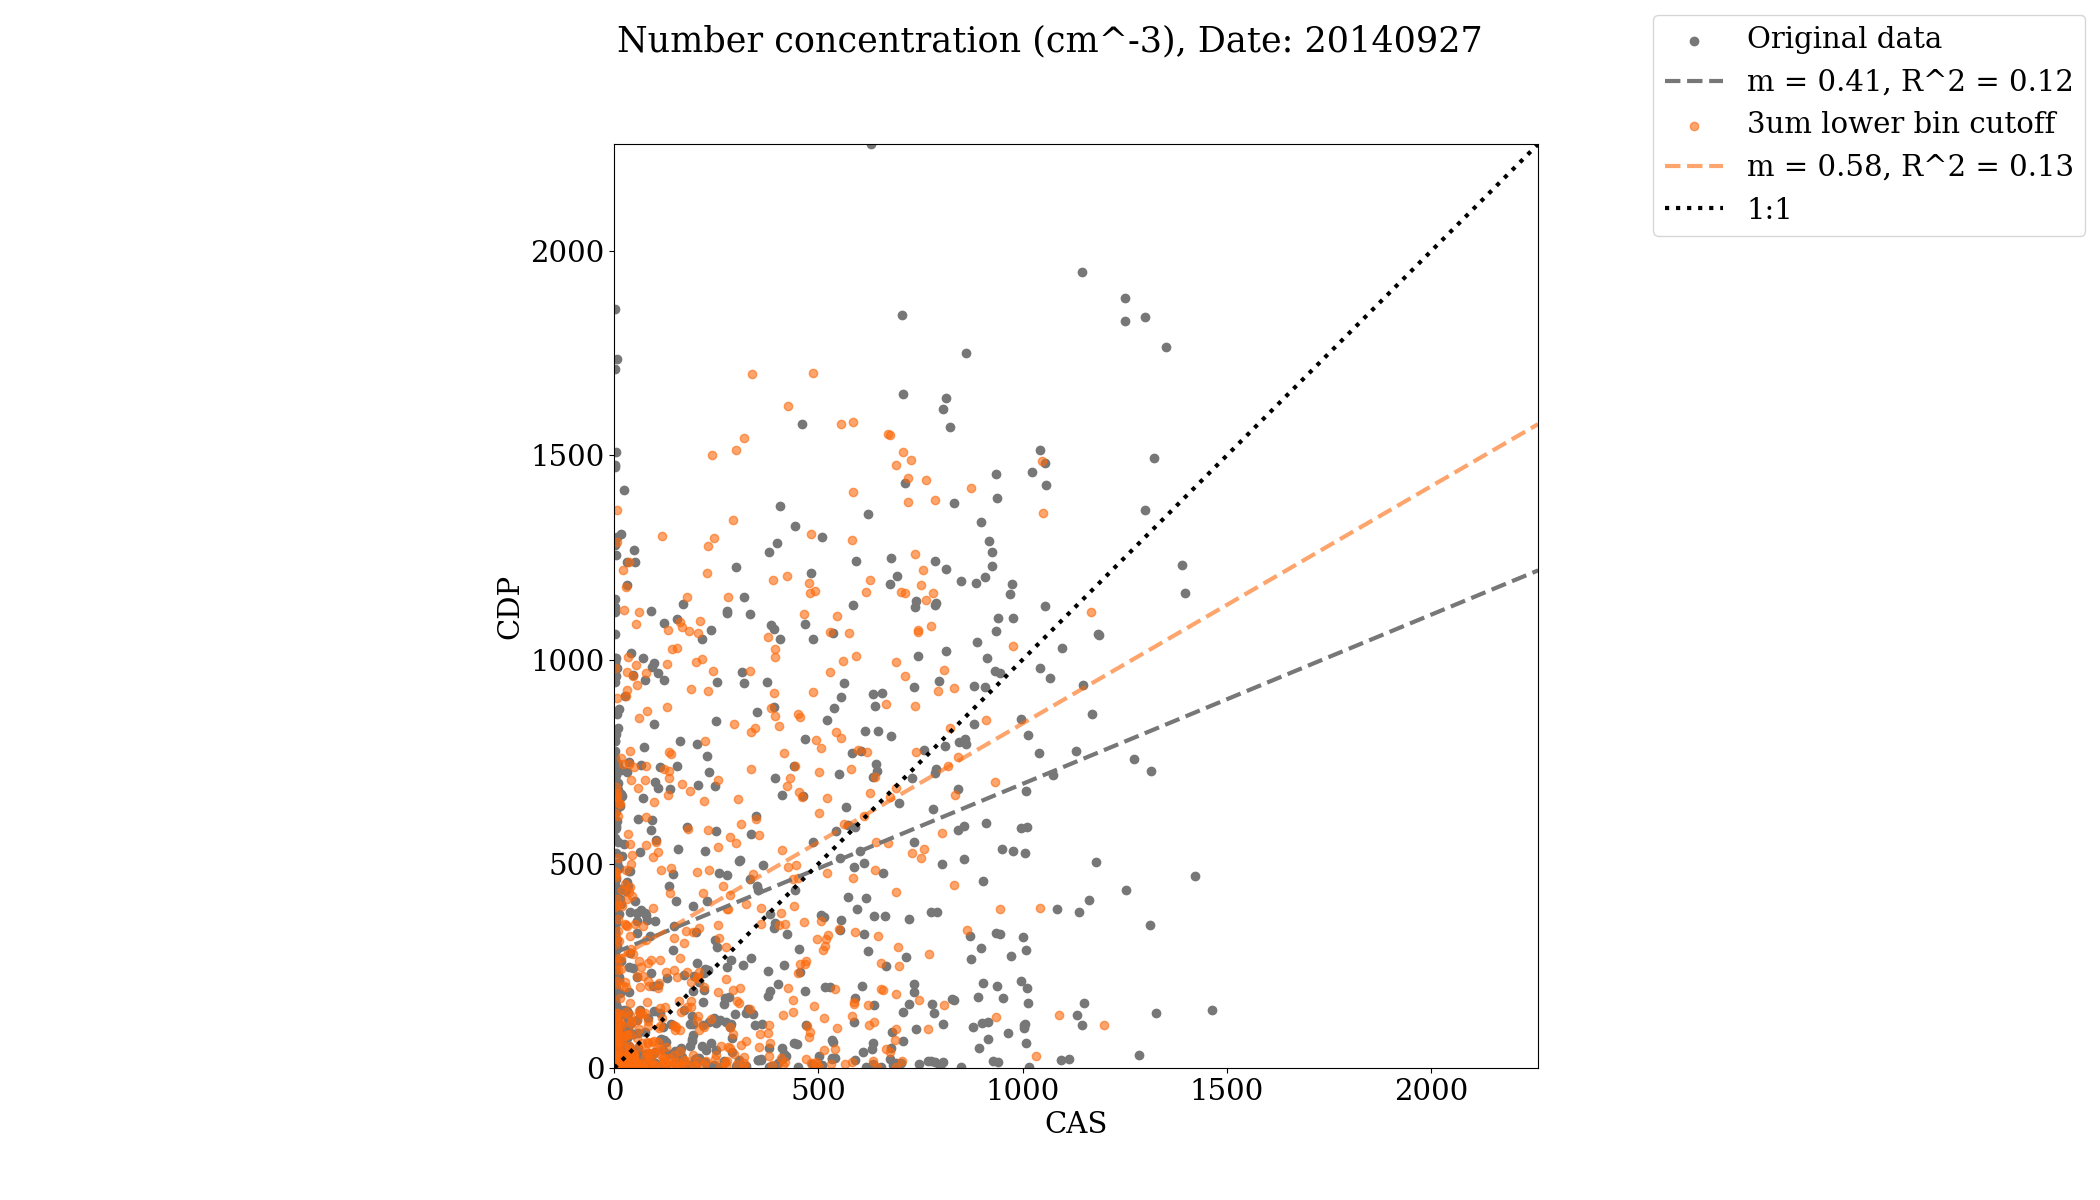 Number concentration (cm^-3), Date: 20140927
Original data
m = 0.41, R^2 = 0.12
3um lower bin cutoff
m = 0.58, R^2 = 0.13
1:1
2000
1500
1000
500
0
CDP
0 500 1000 1500 2000
CAS